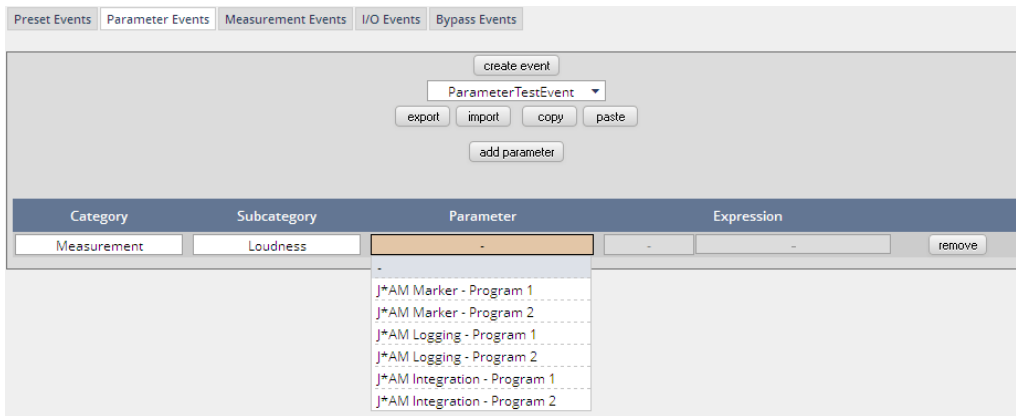 Preset Events Parameter Events Measurement Events I/O Events Bypass Events
create event
ParameterTestEvent
export import copy paste
add parameter
Category Subcategory Parameter Expression
Measurement Loudness - - - remove
-
J*AM Marker - Program 1
J*AM Marker - Program 2
J*AM Logging - Program 1
J*AM Logging - Program 2
J*AM Integration - Program 1
J*AM Integration - Program 2